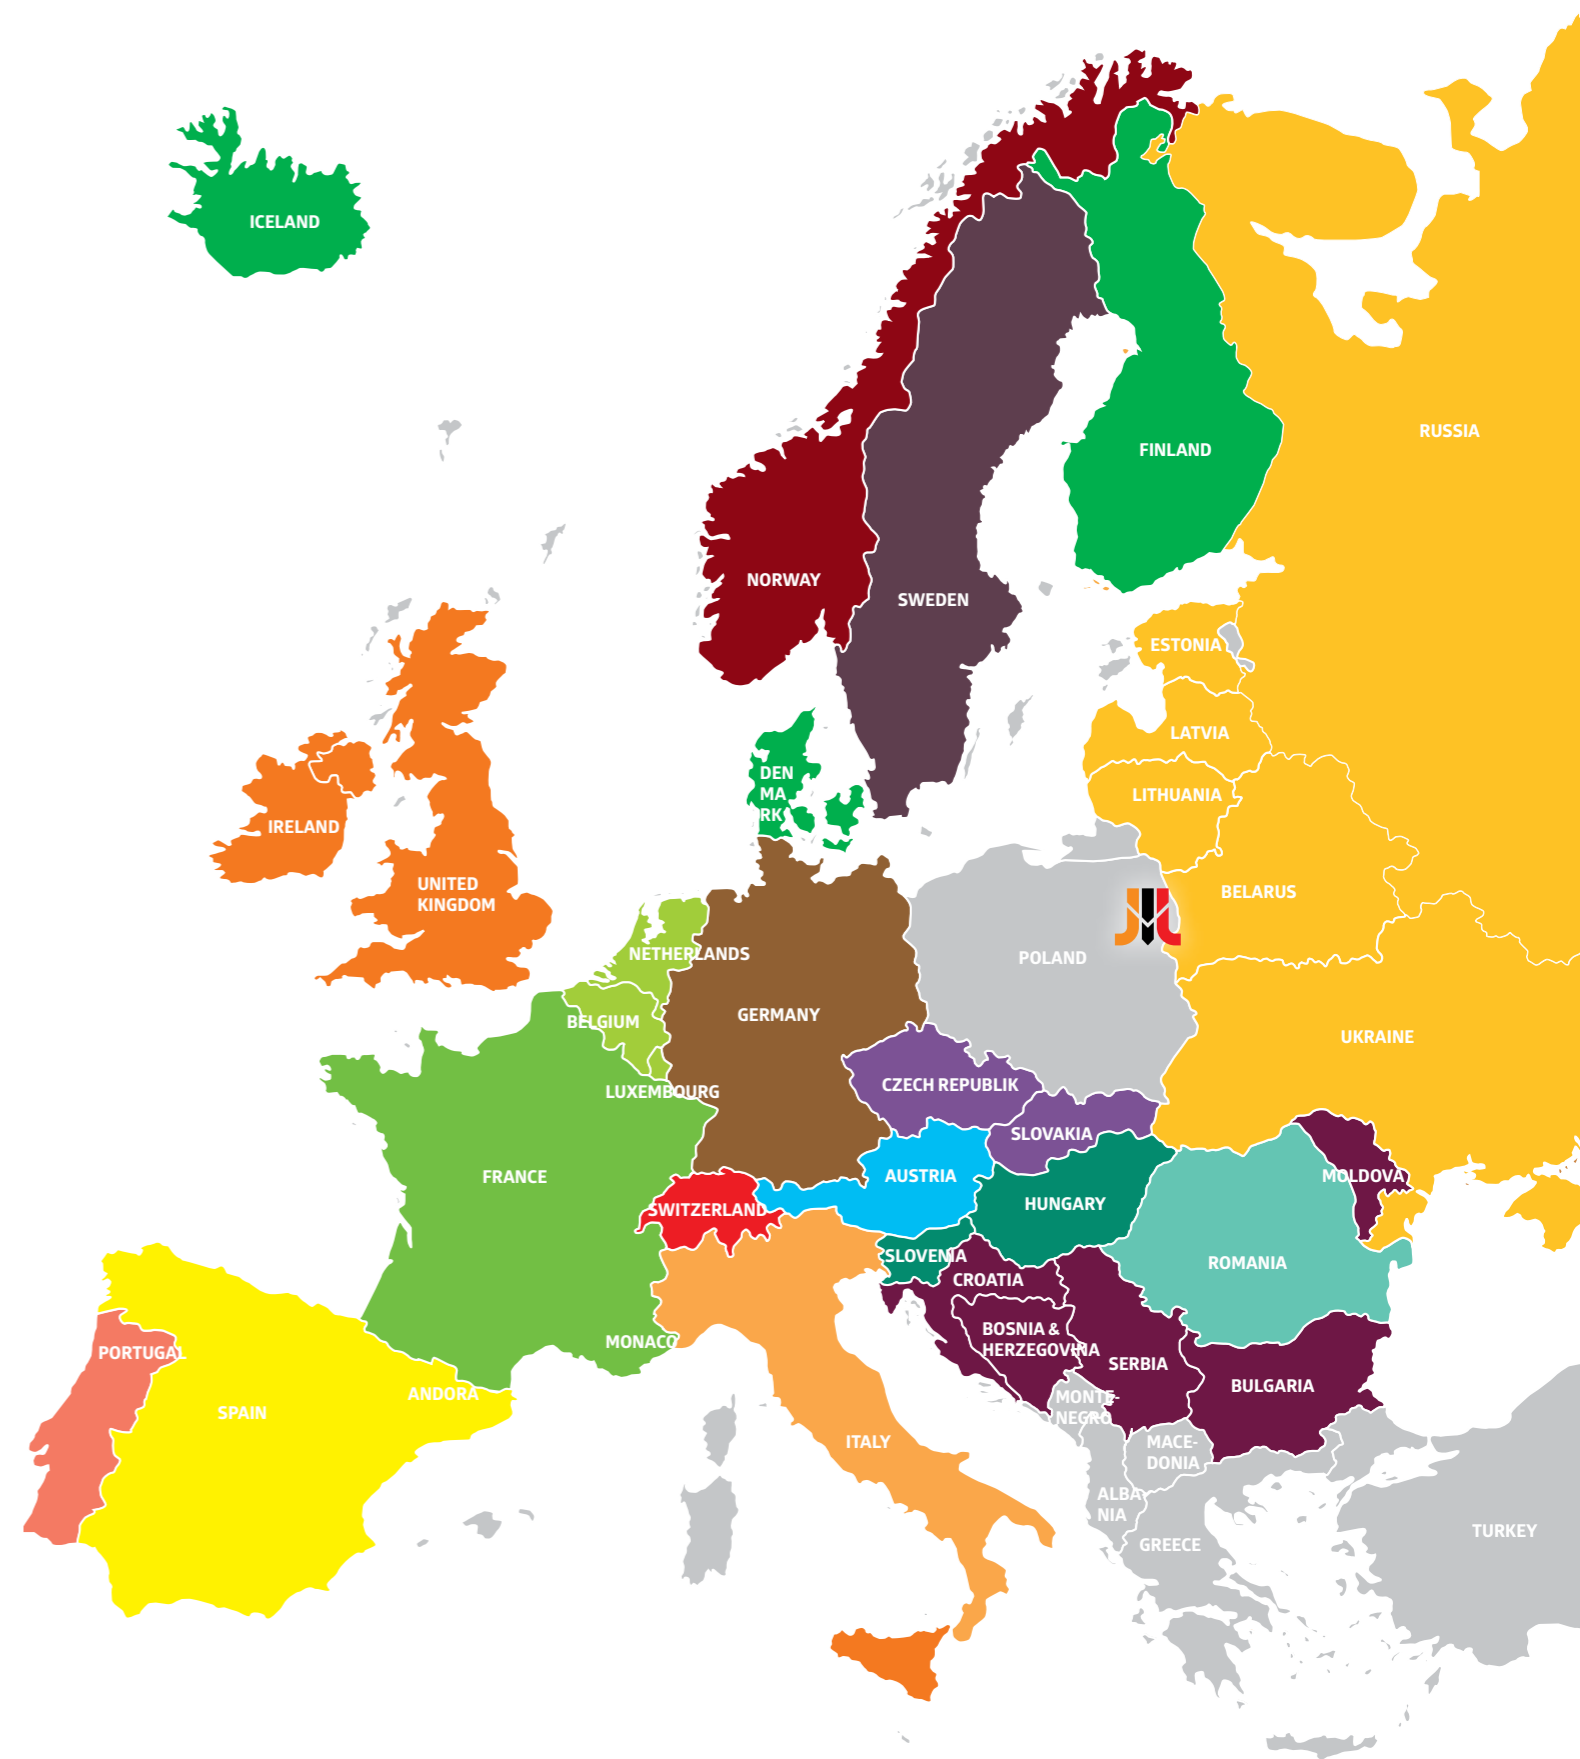 ICELAND
RUSSIA
FINLAND
NORWAY
SWEDEN
ESTONIA
LATVIA
DEN
MA
RK
LITHUANIA
IRELAND
UNITED
KINGDOM
BELARUS
NETHERLANDS
POLAND
GERMANY
BELGIUM
UKRAINE
CZECH REPUBLIK
LUXEMBOURG
SLOVAKIA
FRANCE
AUSTRIA
MOLDOVA
SWITZERLAND
HUNGARY
SLOVENIA
ROMANIA
CROATIA
BOSNIA &
HERZEGOVINA
MONACO
PORTUGAL
SERBIA
ANDORA
BULGARIA
MONTE-
NEGRO
SPAIN
ITALY
MACE-
DONIA
ALBA-
NIA
TURKEY
GREECE